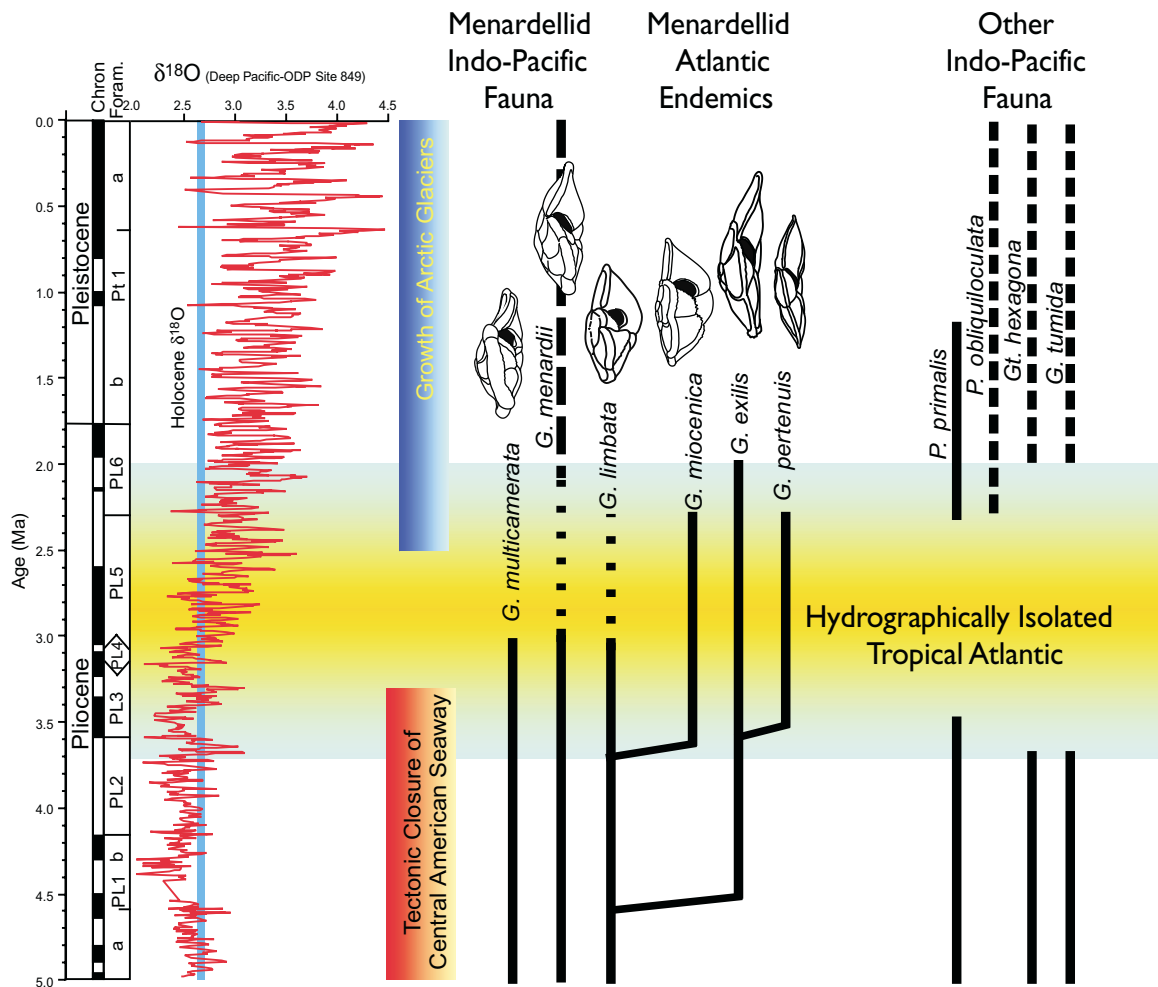 Menardellid
Indo-Pacific
Fauna
Menardellid
Atlantic
Endemics
Other
Indo-Pacific
Fauna
δ18O (Deep Pacific-ODP Site 849)
Chron
Foram.
2.0 2.5 3.0 3.5 4.0 4.5
Age (Ma)
0.0
0.5
1.0
1.5
2.0
2.5
3.0
3.5
4.0
4.5
5.0
Pleistocene
Pliocene
a
Pt 1
b
PL6
PL5
PL4
PL3
PL2
b
PL1
a
Holocene δ18O
Growth of Arctic Glaciers
Tectonic Closure of
Central American Seaway
G. multicamerata
G. menardii
G. limbata
G. miocenica
G. exilis
G. pertenuis
P. primalis
P. obliquiloculata
Gt. hexagona
G. tumida
Hydrographically Isolated
Tropical Atlantic